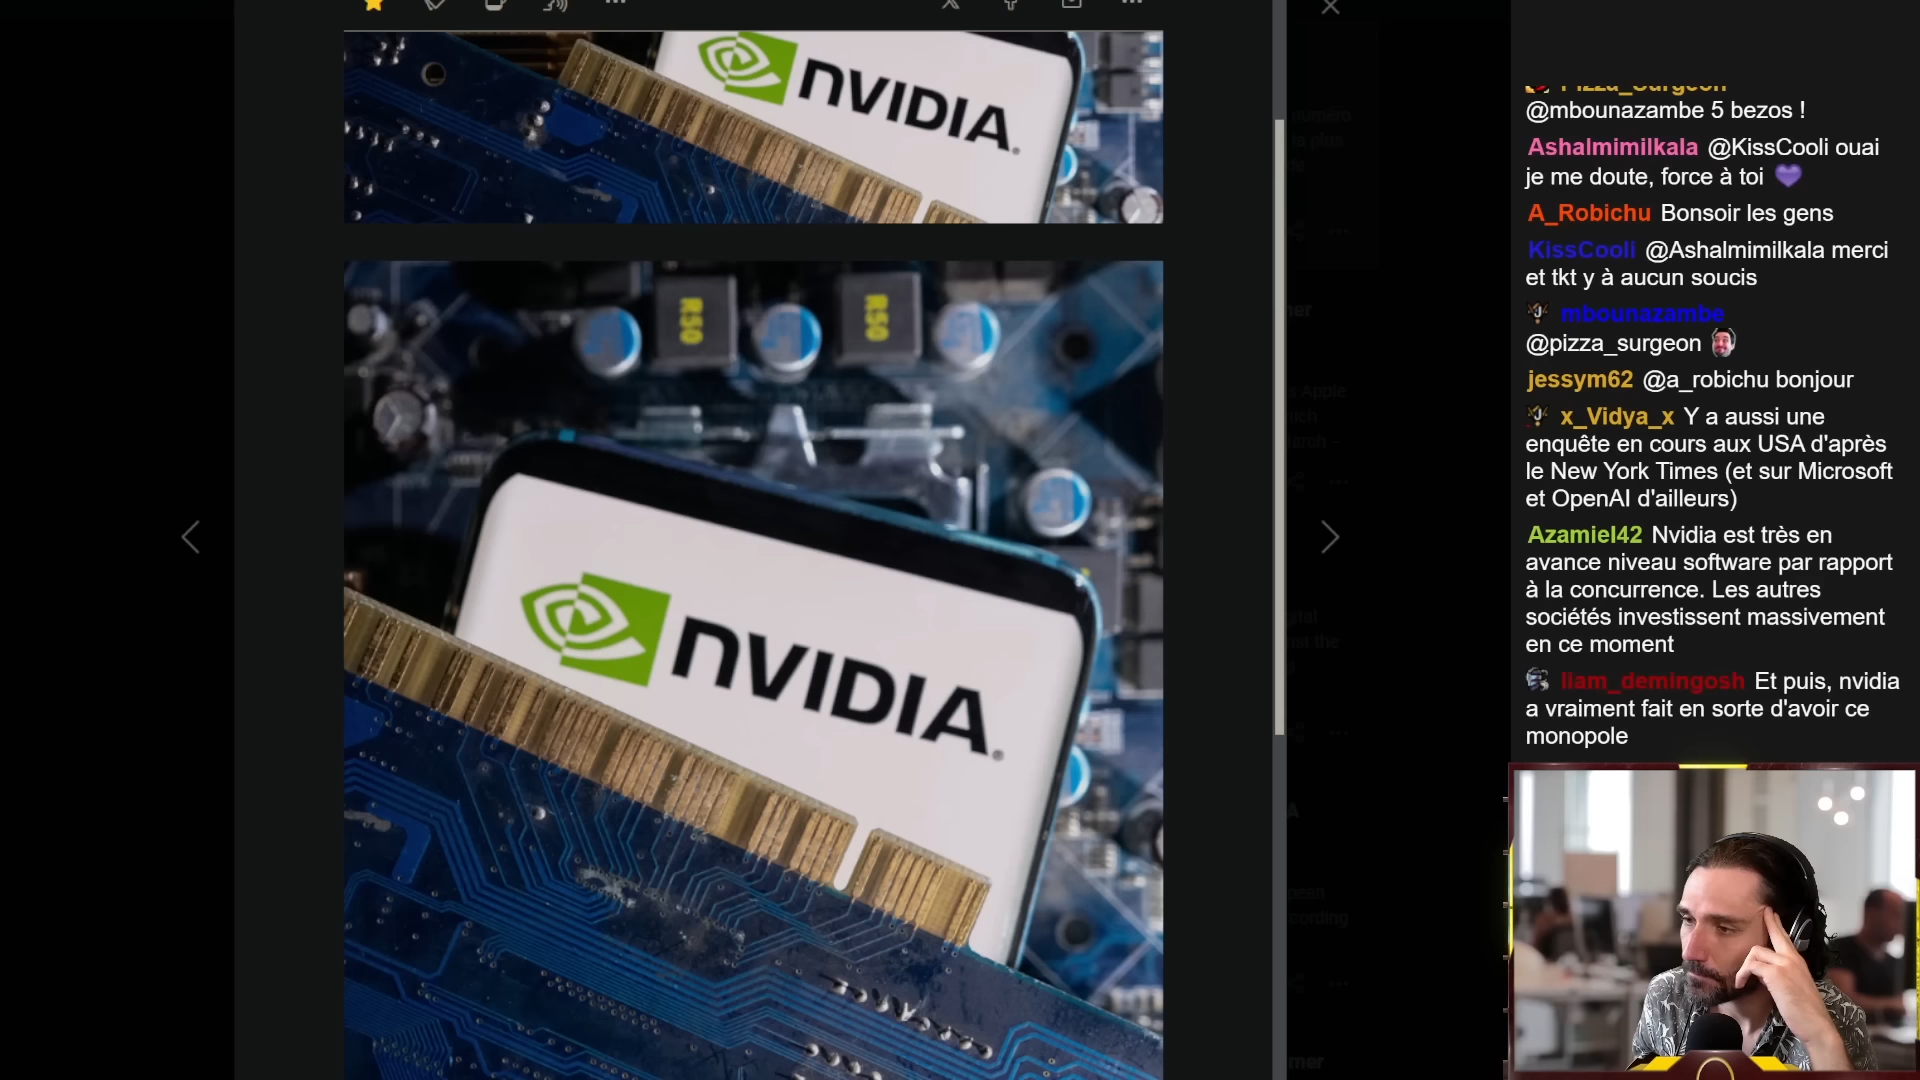 NVIDIA
R50
R50
NVIDIA
@mbounazambe 5 bezos !
Ashalmimilkala @KissCooli ouai
je me doute, force à toi
A_Robichu Bonsoir les gens
KissCooli @Ashalmimilkala merci
et tkt y à aucun soucis
mbounazambe
@pizza_surgeon
jessym62 @a_robichu bonjour
x_Vidya_x Y a aussi une
enquête en cours aux USA d'après
le New York Times (et sur Microsoft
et OpenAI d'ailleurs)
Azamiel42 Nvidia est très en
avance niveau software par rapport
à la concurrence. Les autres
sociétés investissent massivement
en ce moment
liam_demingosh Et puis, nvidia
a vraiment fait en sorte d'avoir ce
monopole